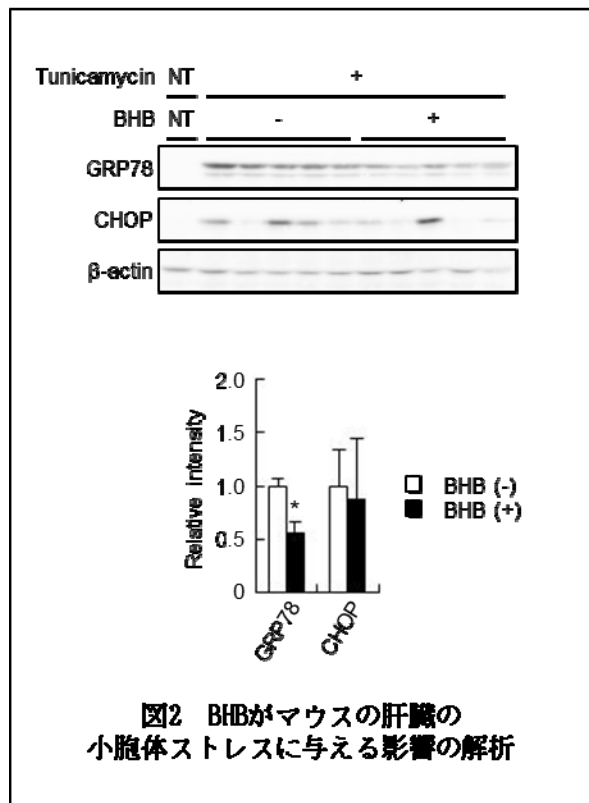 Tunicamycin NT +
BHB NT - +
GRP78
CHOP
β-actin
2.0
1.5
1.0
0.5
0
Relative intensity
*
BHB (-)
BHB (+)
GRP78
CHOP
図2 BHBがマウスの肝臓の
小胞体ストレスに与える影響の解析